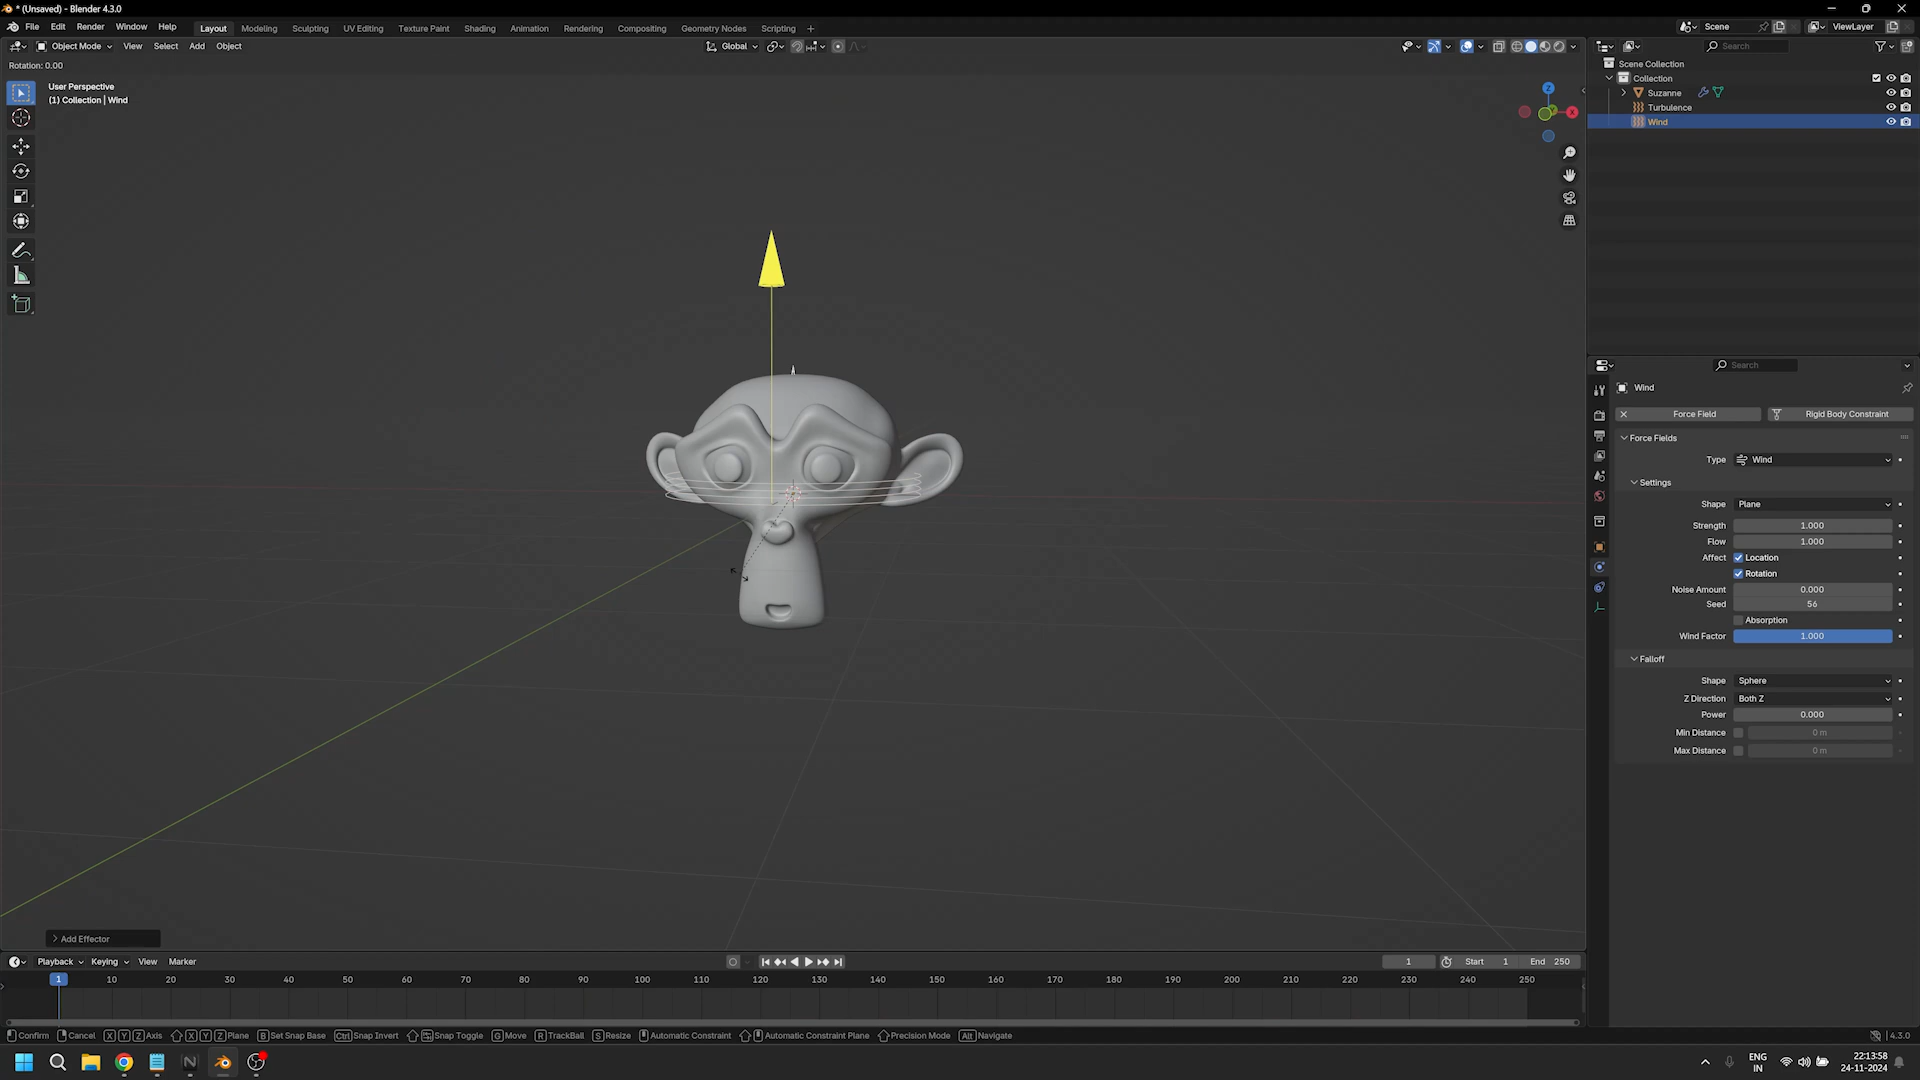 * (Unsaved) - Blender 4.3.0
File Edit Render Window Help
Layout Modeling Sculpting UV Editing Texture Paint Shading Animation Rendering Compositing Geometry Nodes Scripting +
Scene ViewLayer
Object Mode View Select Add Object
Global
Search
Rotation: 0.00
User Perspective
(1) Collection | Wind
Z
X
Scene Collection
Collection
Suzanne
Turbulence
Wind
Search
Wind
Force Field Rigid Body Constraint
Force Fields
Type Wind
Settings
Shape Plane
Strength 1.000
Flow 1.000
Affect Location
Rotation
Noise Amount 0.000
Seed 56
Absorption
Wind Factor 1.000
Falloff
Shape Sphere
Z Direction Both Z
Power 0.000
Min Distance 0 m
Max Distance 0 m
Add Effector
Playback Keying View Marker
1 Start 1 End 250
1 10 20 30 40 50 60 70 80 90 100 110 120 130 140 150 160 170 180 190 200 210 220 230 240 250
Confirm Cancel X Y Z Axis X Y Z Plane B Set Snap Base Ctrl Snap Invert Snap Toggle G Move R TrackBall S Resize Automatic Constraint Automatic Constraint Plane Precision Mode Alt Navigate
4.3.0
ENG
IN
22:13:58
24-11-2024